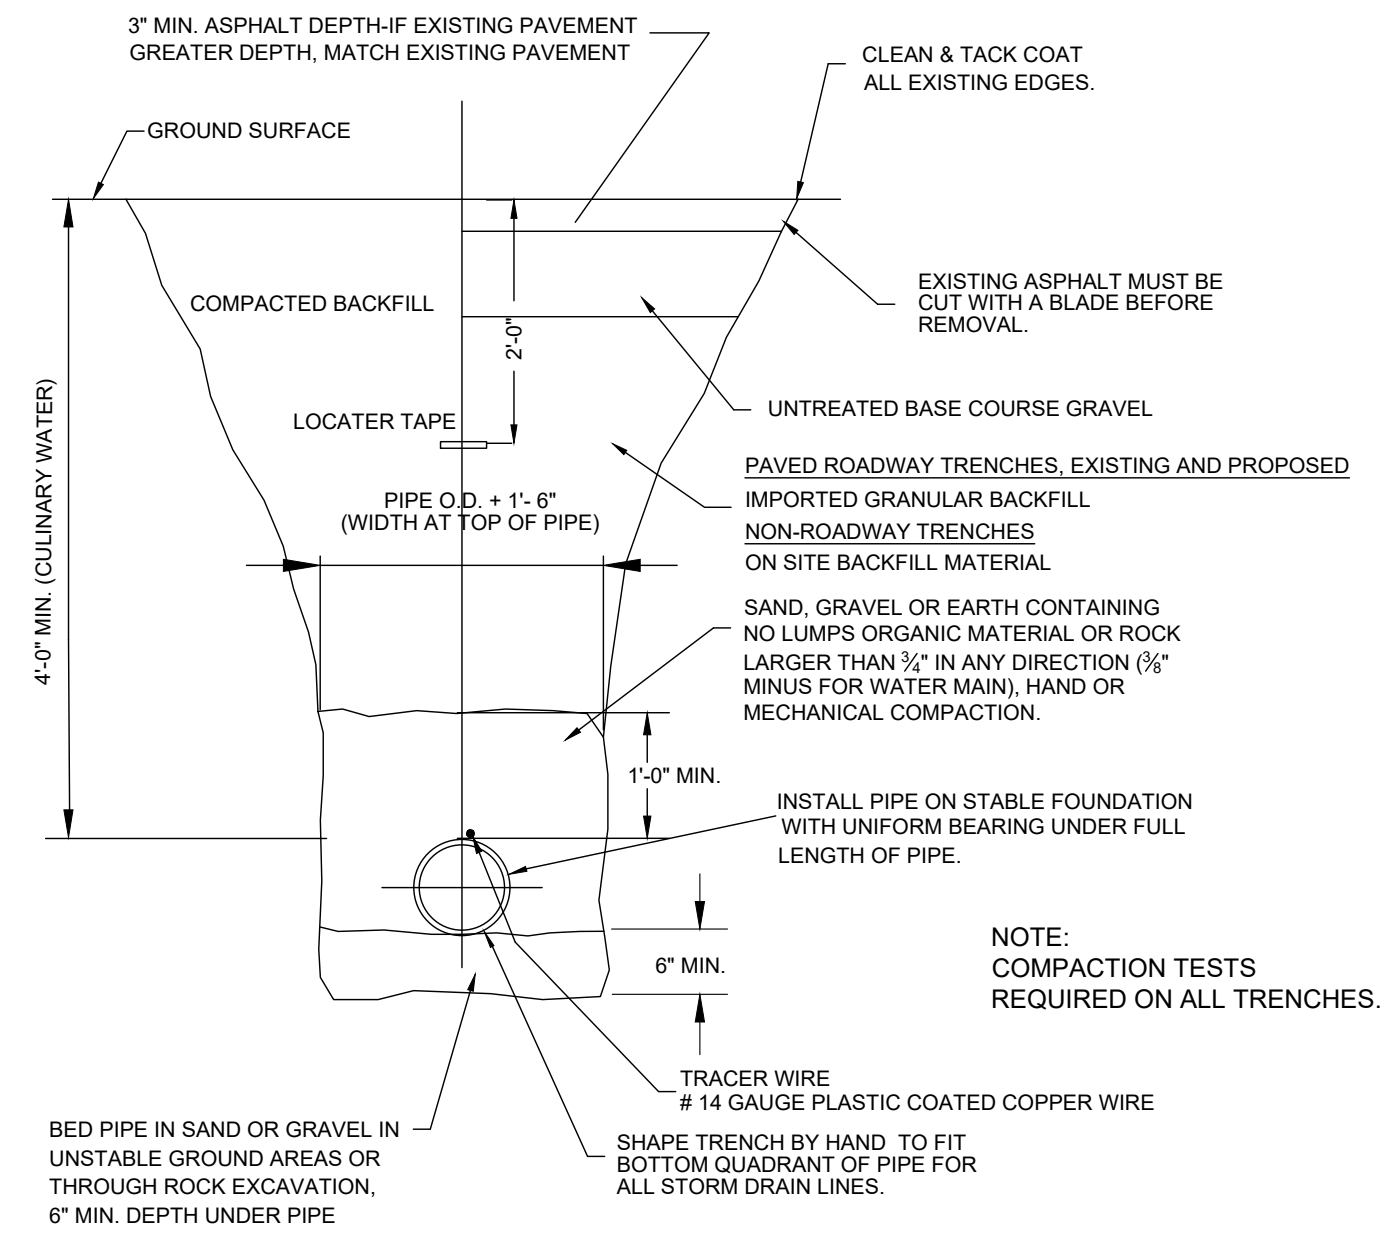 3" MIN. ASPHALT DEPTH-IF EXISTING PAVEMENT
GREATER DEPTH, MATCH EXISTING PAVEMENT
CLEAN & TACK COAT
ALL EXISTING EDGES.
GROUND SURFACE
EXISTING ASPHALT MUST BE
CUT WITH A BLADE BEFORE
REMOVAL.
COMPACTED BACKFILL
2'-0"
4'-0" MIN. (CULINARY WATER)
UNTREATED BASE COURSE GRAVEL
LOCATER TAPE
PAVED ROADWAY TRENCHES, EXISTING AND PROPOSED
IMPORTED GRANULAR BACKFILL
NON-ROADWAY TRENCHES
ON SITE BACKFILL MATERIAL
PIPE O.D. + 1'- 6"
(WIDTH AT TOP OF PIPE)
SAND, GRAVEL OR EARTH CONTAINING
NO LUMPS ORGANIC MATERIAL OR ROCK
LARGER THAN ¾" IN ANY DIRECTION (⅜"
MINUS FOR WATER MAIN), HAND OR
MECHANICAL COMPACTION.
1'-0" MIN.
INSTALL PIPE ON STABLE FOUNDATION
WITH UNIFORM BEARING UNDER FULL
LENGTH OF PIPE.
6" MIN.
NOTE:
COMPACTION TESTS
REQUIRED ON ALL TRENCHES.
TRACER WIRE
# 14 GAUGE PLASTIC COATED COPPER WIRE
BED PIPE IN SAND OR GRAVEL IN
UNSTABLE GROUND AREAS OR
THROUGH ROCK EXCAVATION,
6" MIN. DEPTH UNDER PIPE
SHAPE TRENCH BY HAND TO FIT
BOTTOM QUADRANT OF PIPE FOR
ALL STORM DRAIN LINES.